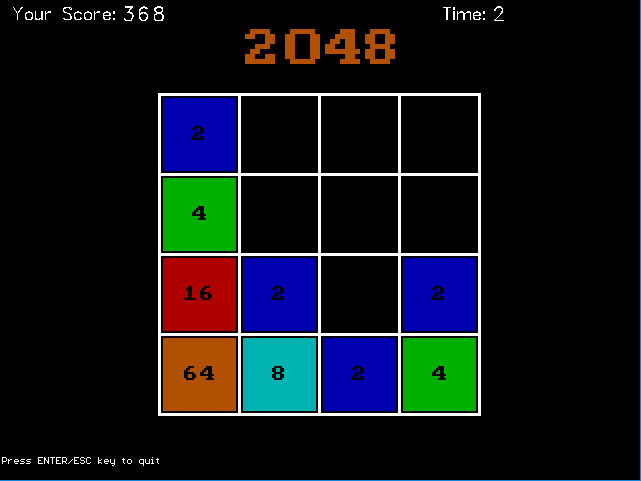 Your Score: 368 Time: 2
2048
2
4
16 2 2
64 8 2 4
Press ENTER/ESC key to quit